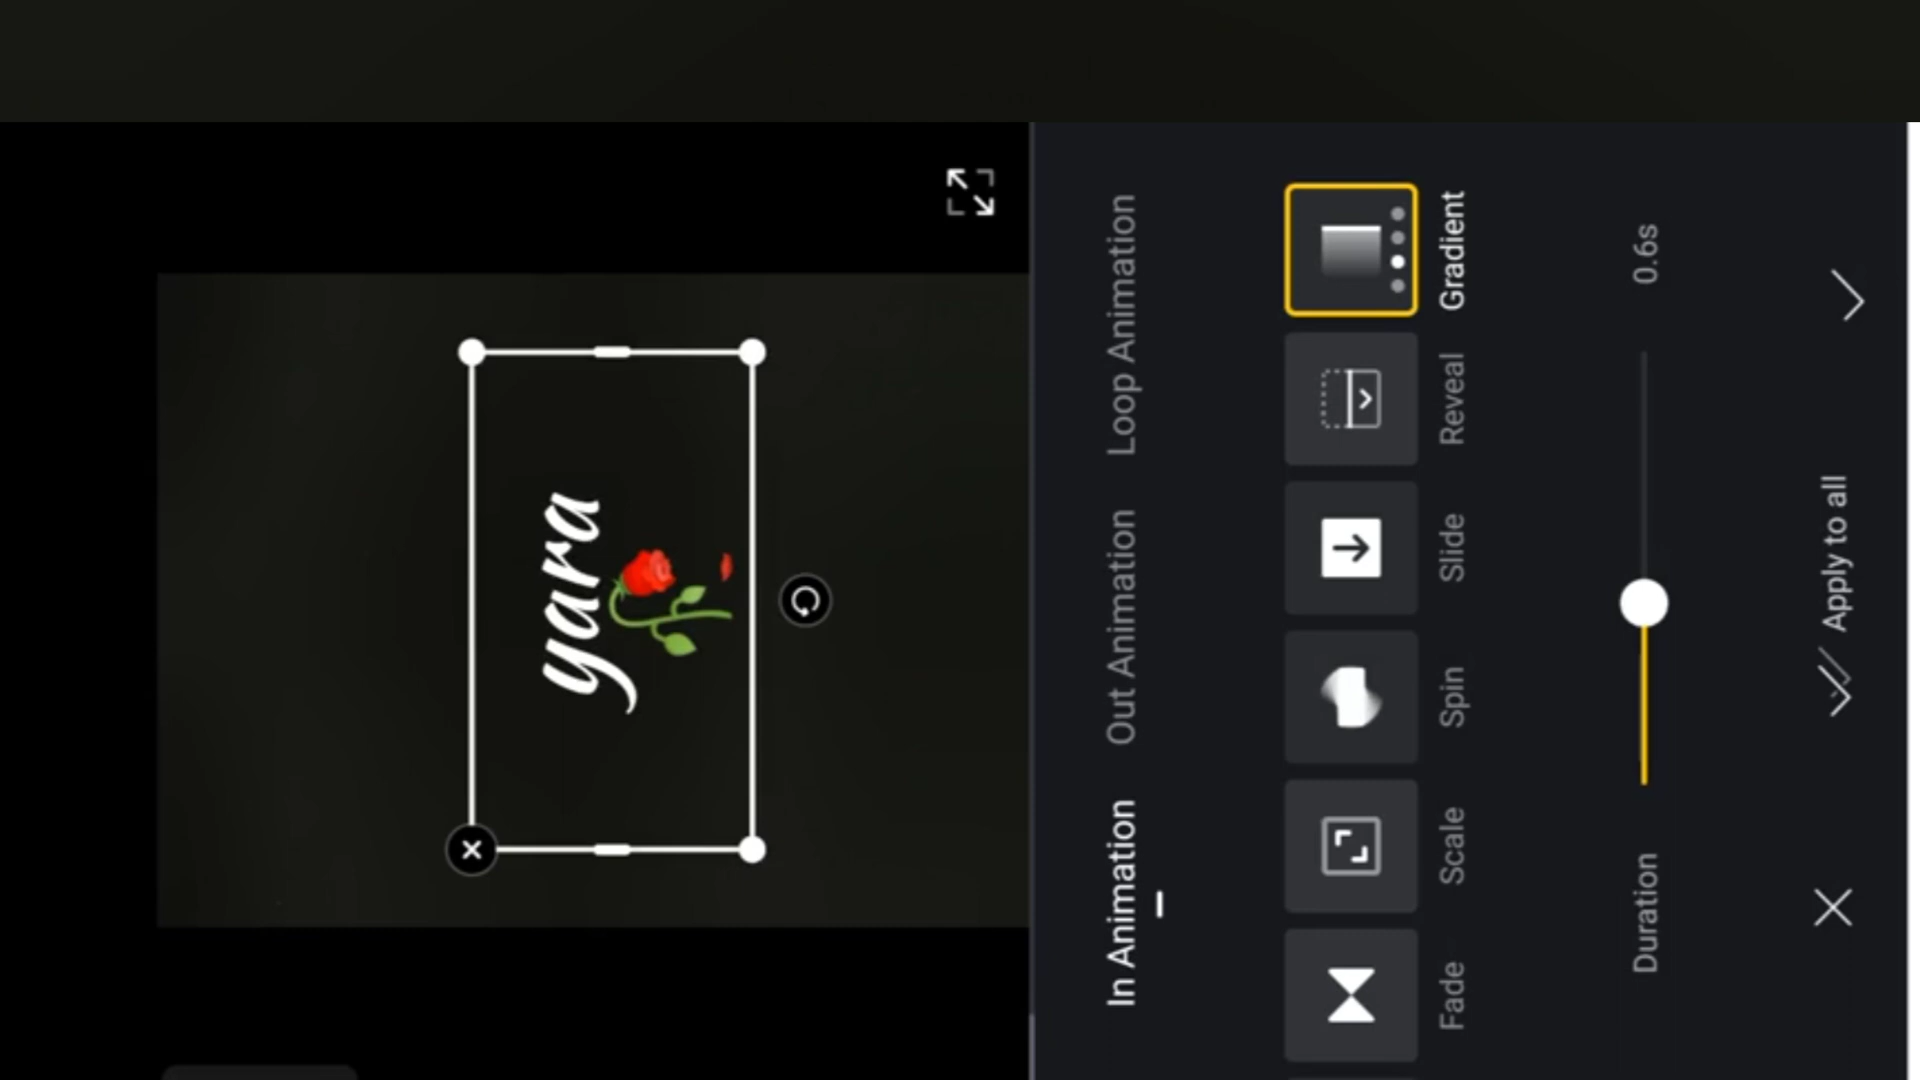 yara
In Animation Out Animation Loop Animation
Fade Scale Spin Slide Reveal Gradient
Duration 0.6s
Apply to all